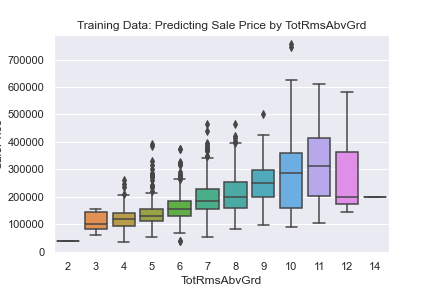 Training Data: Predicting Sale Price by TotRmsAbvGrd
700000
600000
500000
400000
300000
200000
100000
0
2 3 4 5 6 7 8 9 10 11 12 14
TotRmsAbvGrd